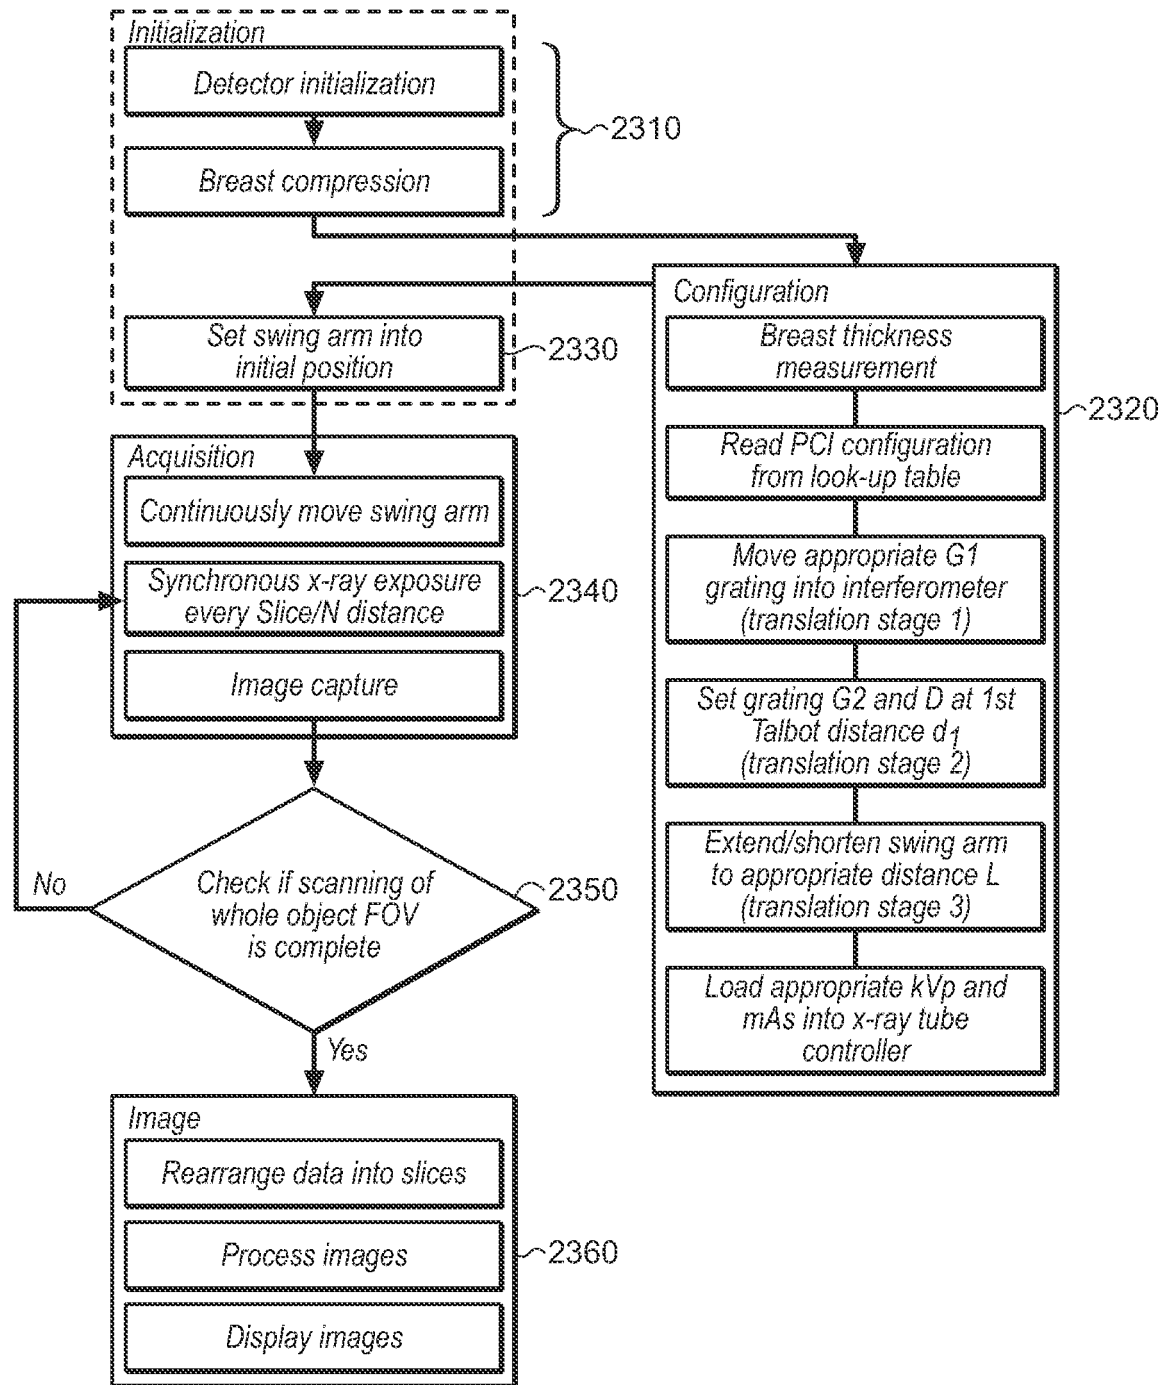 Initialization
Detector initialization
2310
Breast compression
Set swing arm into
initial position
2330
Configuration
Breast thickness
measurement
2320
Read PCI configuration
from look-up table
Move appropriate G1
grating into interferometer
(translation stage 1)
Set grating G2 and D at 1st
Talbot distance d1
(translation stage 2)
Extend/shorten swing arm
to appropriate distance L
(translation stage 3)
Load appropriate kVp and
mAs into x-ray tube
controller
Acquisition
Continuously move swing arm
Synchronous x-ray exposure
every Slice/N distance
2340
Image capture
No
Check if scanning of
whole object FOV
is complete
2350
Yes
Image
Rearrange data into slices
Process images
2360
Display images